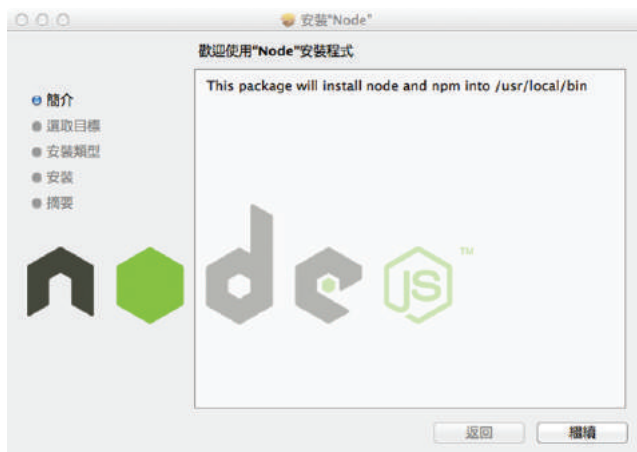 安裝"Node"
歡迎使用"Node"安裝程式
This package will install node and npm into /usr/local/bin
簡介
選取目標
安裝類型
安裝
摘要
node JS™
返回
繼續